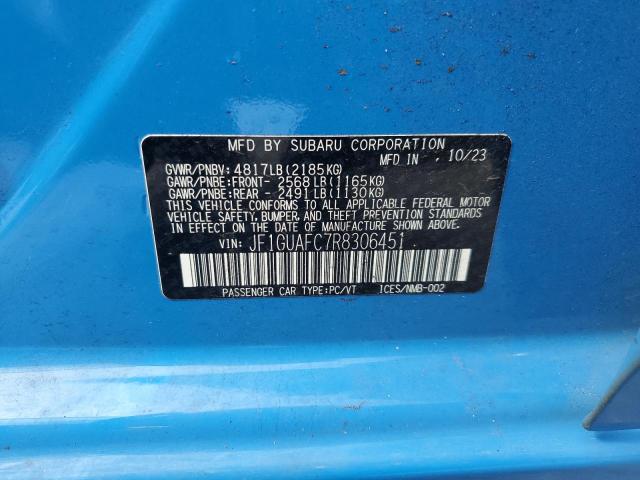 MFD BY SUBARU CORPORATION
MFD IN 10/23
GVWR/PNBV: 4817LB(2185KG)
GAWR/PNBE:FRONT- 2568LB(1165KG)
GAWR/PNBE:REAR - 2491LB(1130KG)
THIS VEHICLE CONFORMS TO ALL APPLICABLE FEDERAL MOTOR
VEHICLE SAFETY, BUMPER, AND THEFT PREVENTION STANDARDS
IN EFFECT ON THE DATE OF MANUFACTURE SHOWN ABOVE.
VIN: JF1GUAFC7R8306451
PASSENGER CAR TYPE:PC/VT 1CES/NMB-002